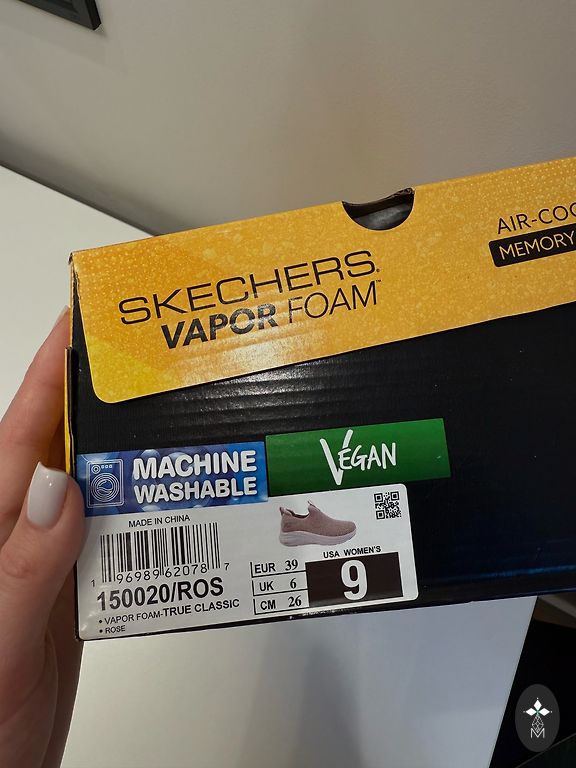 AIR-COO
MEMORY
SKECHERS®
VAPOR FOAM™
MACHINE
WASHABLE
VEGAN
MADE IN CHINA
1 96989 62078 7
150020/ROS
• VAPOR FOAM-TRUE CLASSIC
• ROSE
USA WOMEN'S
EUR 39
UK 6
CM 26
9
M